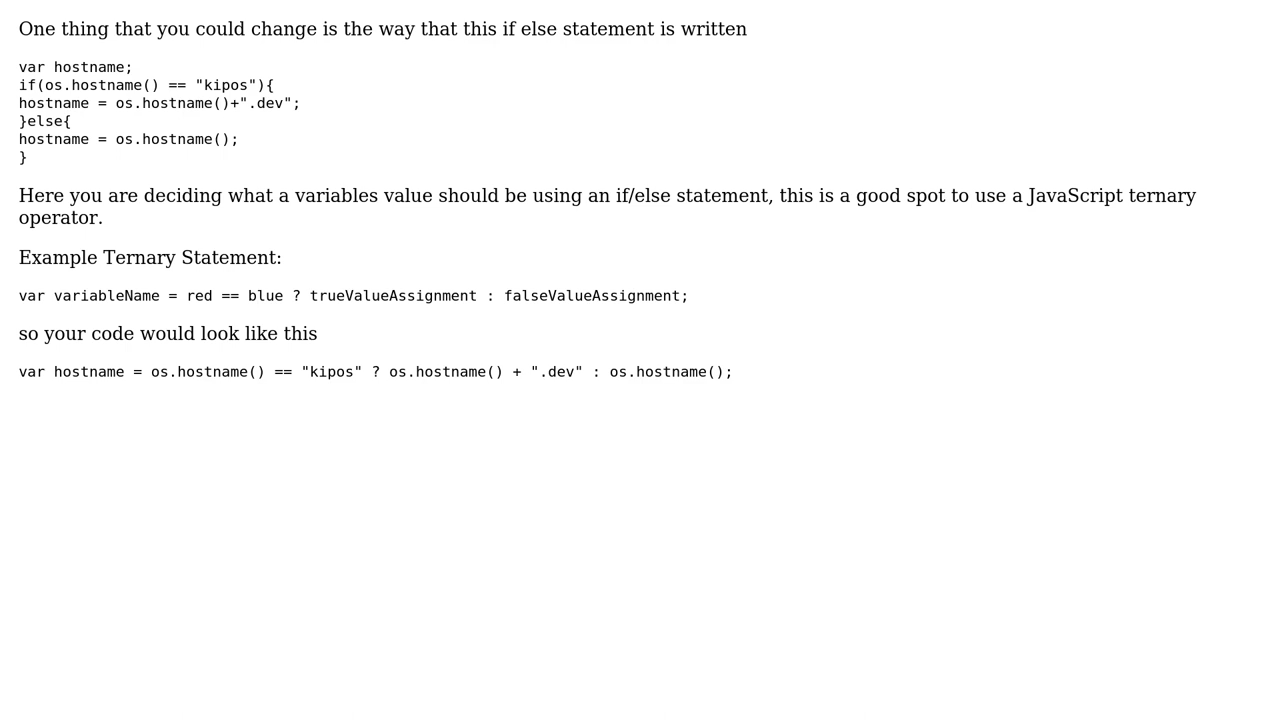 One thing that you could change is the way that this if else statement is written
var hostname;
if(os.hostname() == "kipos"){
hostname = os.hostname()+".dev";
}else{
hostname = os.hostname();
}
Here you are deciding what a variables value should be using an if/else statement, this is a good spot to use a JavaScript ternary
operator.
Example Ternary Statement:
var variableName = red == blue ? trueValueAssignment : falseValueAssignment;
so your code would look like this
var hostname = os.hostname() == "kipos" ? os.hostname() + ".dev" : os.hostname();